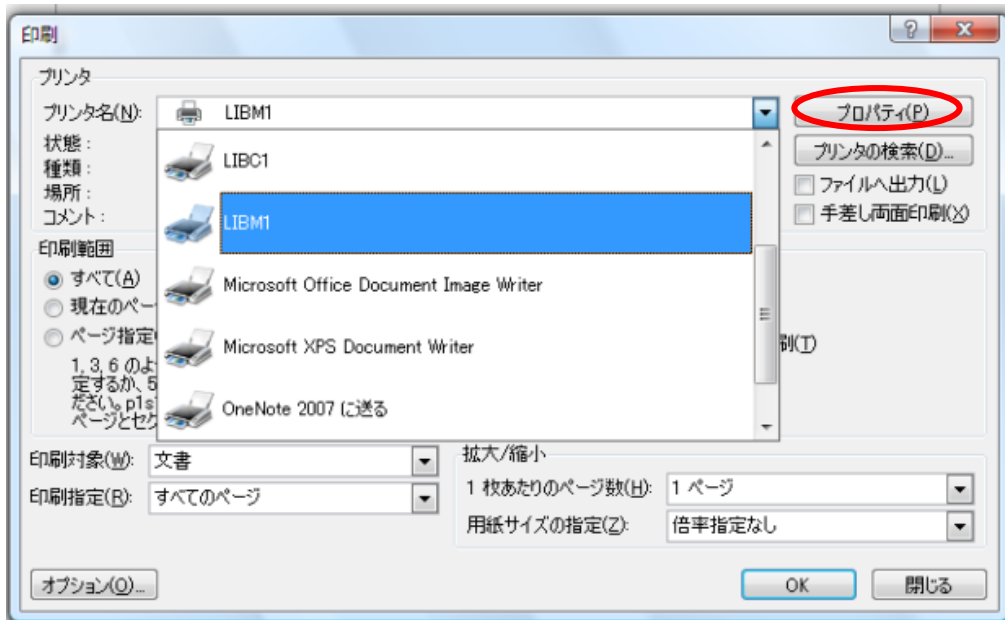 印刷
プリンタ
プリンタ名(N): LIBM1 プロパティ(P)
状態 :
種類 :
場所 :
コメント :
LIBC1
LIBM1
Microsoft Office Document Image Writer
Microsoft XPS Document Writer
OneNote 2007 に送る
プリンタの検索(D)...
ファイルへ出力(L)
手差し両面印刷(X)
印刷範囲
すべて(A)
現在のペー
ページ指定
1, 3, 6 のよ
定するか、5
ださい。p1s
ページとセク
刷(T)
印刷対象(W): 文書
印刷指定(R): すべてのページ
拡大/縮小
1 枚あたりのページ数(H): 1 ページ
用紙サイズの指定(Z): 倍率指定なし
オプション(O)... OK 閉じる